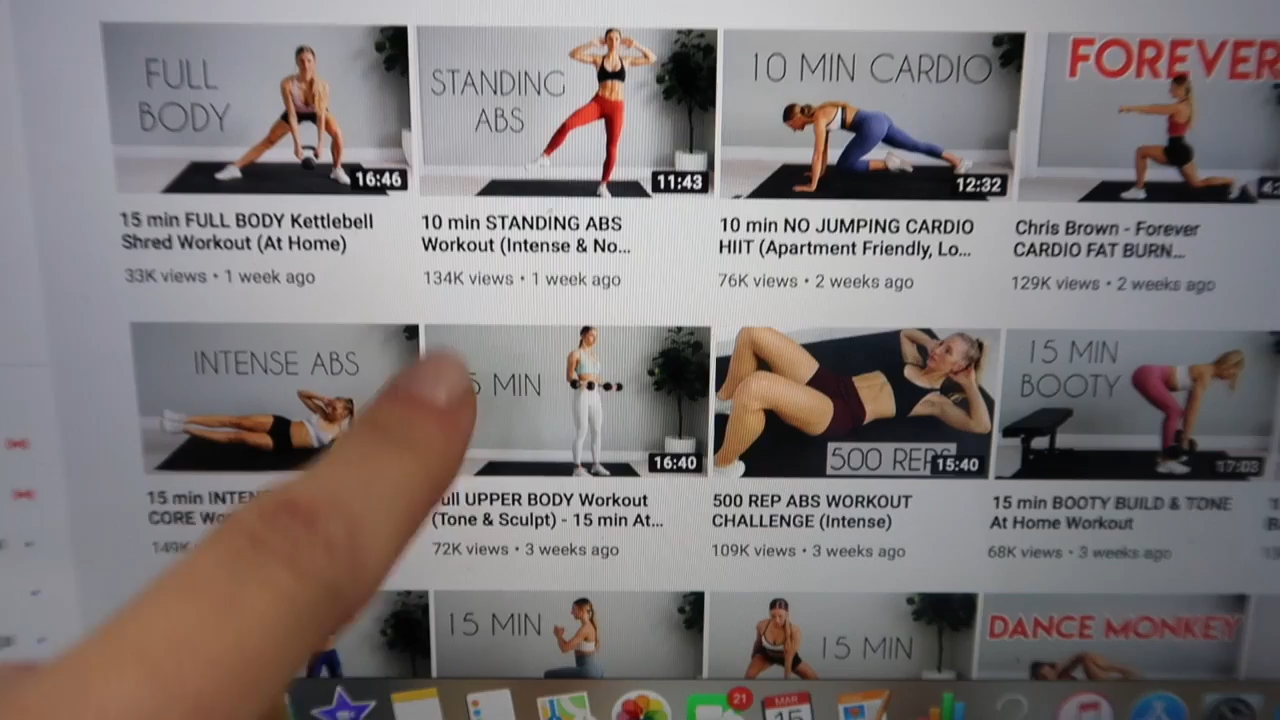 FULL
BODY
16:46
STANDING
ABS
11:43
10 MIN CARDIO
12:32
FOREVER
15 min FULL BODY Kettlebell
Shred Workout (At Home)
33K views • 1 week ago
10 min STANDING ABS
Workout (Intense & No...
134K views • 1 week ago
10 min NO JUMPING CARDIO
HIIT (Apartment Friendly, Lo...
76K views • 2 weeks ago
Chris Brown - Forever
CARDIO FAT BURN...
129K views • 2 weeks ago
INTENSE ABS
MIN
16:40
500 REPS
15:40
15 MIN
BOOTY
17:03
15 min
CORE
149K
UPPER BODY Workout
(Tone & Sculpt) - 15 min At...
72K views • 3 weeks ago
500 REP ABS WORKOUT
CHALLENGE (Intense)
109K views • 3 weeks ago
15 min BOOTY BUILD & TONE
At Home Workout
68K views • 3 weeks ago
15 MIN
15 MIN
DANCE MONKEY
21
MAR
15